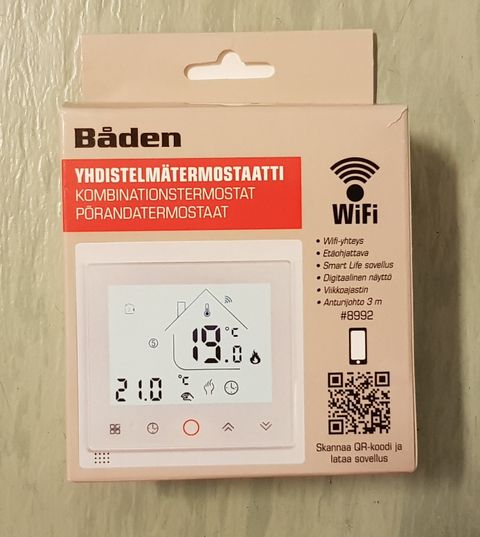 Båden
YHDISTELMÄTERMOSTAATTI
KOMBINATIONSTERMOSTAT
PÕRANDATERMOSTAAT
WiFi
• Wifi-yhteys
• Etäohjattava
• Smart Life sovellus
• Digitaalinen näyttö
• Viikkoajastin
• Anturijohto 3 m
#8992
19.0 °C
21.0 °C
Skannaa QR-koodi ja
lataa sovellus